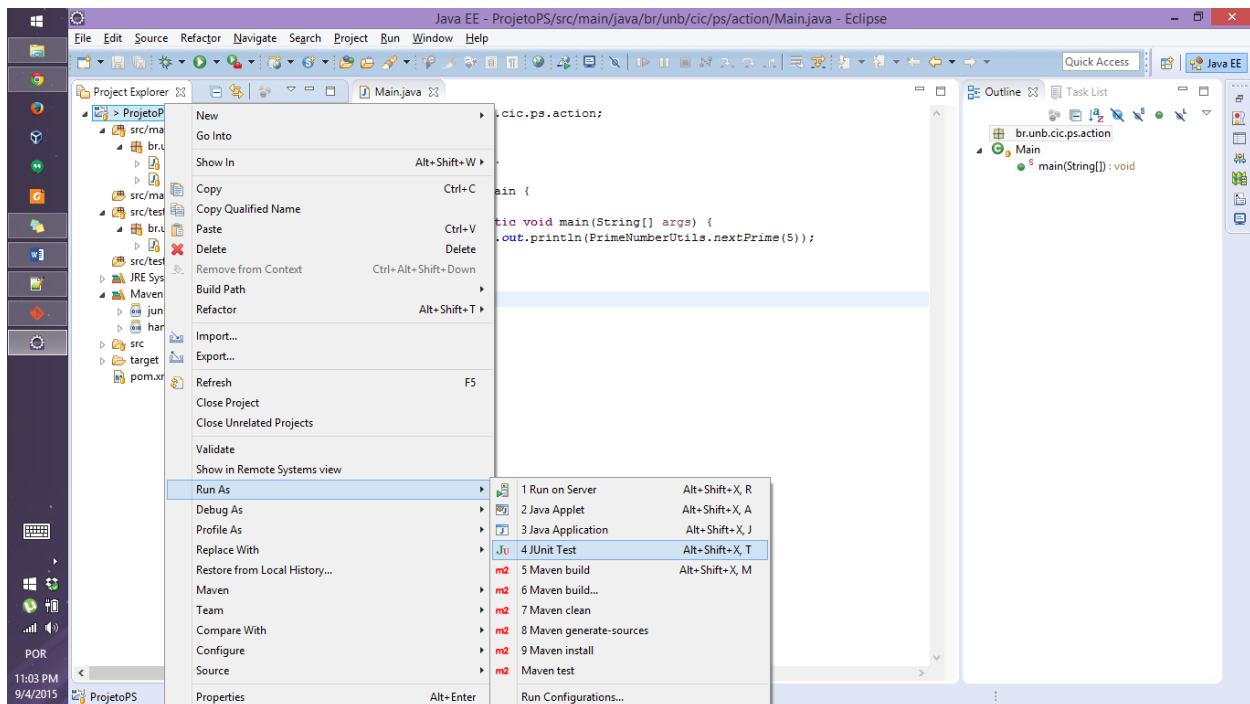 Java EE - ProjetoPS/src/main/java/br/unb/cic/ps/action/Main.java - Eclipse
File Edit Source Refactor Navigate Search Project Run Window Help
Quick Access
Java EE
Project Explorer
Main.java
Outline
Task List
> ProjetoP
src/ma
br.u
src/ma
src/test
br.u
src/test
JRE Sys
Maven
jun
han
src
target
pom.xr
New
Go Into
Show In Alt+Shift+W
Copy Ctrl+C
Copy Qualified Name
Paste Ctrl+V
Delete Delete
Remove from Context Ctrl+Alt+Shift+Down
Build Path
Refactor Alt+Shift+T
Import...
Export...
Refresh F5
Close Project
Close Unrelated Projects
Validate
Show in Remote Systems view
Run As
Debug As
Profile As
Replace With
Restore from Local History...
Maven
Team
Compare With
Configure
Source
Properties Alt+Enter
1 Run on Server Alt+Shift+X, R
2 Java Applet Alt+Shift+X, A
3 Java Application Alt+Shift+X, J
Ju 4 JUnit Test Alt+Shift+X, T
m2 5 Maven build Alt+Shift+X, M
m2 6 Maven build...
m2 7 Maven clean
m2 8 Maven generate-sources
m2 9 Maven install
m2 Maven test
Run Configurations...
.cic.ps.action;
ain {
tic void main(String[] args) {
.out.println(PrimeNumberUtils.nextPrime(5));
br.unb.cic.ps.action
Main
S main(String[]) : void
POR
11:03 PM
9/4/2015
ProjetoPS